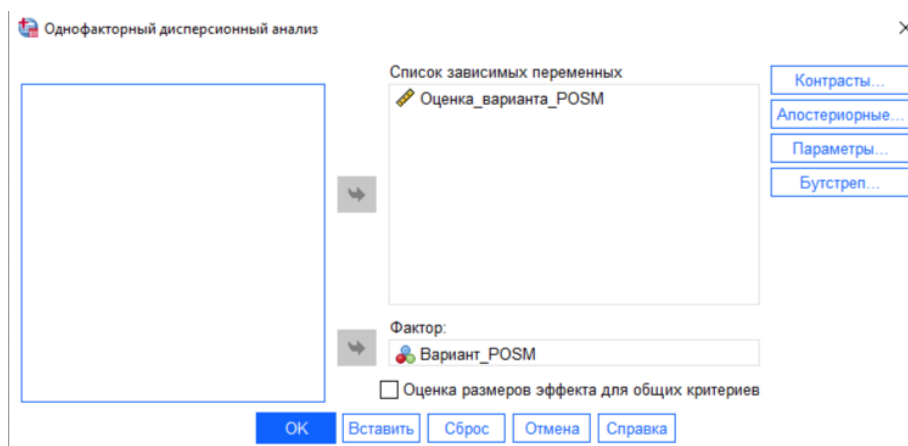 Однофакторный дисперсионный анализ
Список зависимых переменных
Оценка_варианта_POSM
Контрасты...
Апостериорные...
Параметры...
Бутстреп...
Фактор:
Вариант_POSM
Оценка размеров эффекта для общих критериев
OK Вставить Сброс Отмена Справка